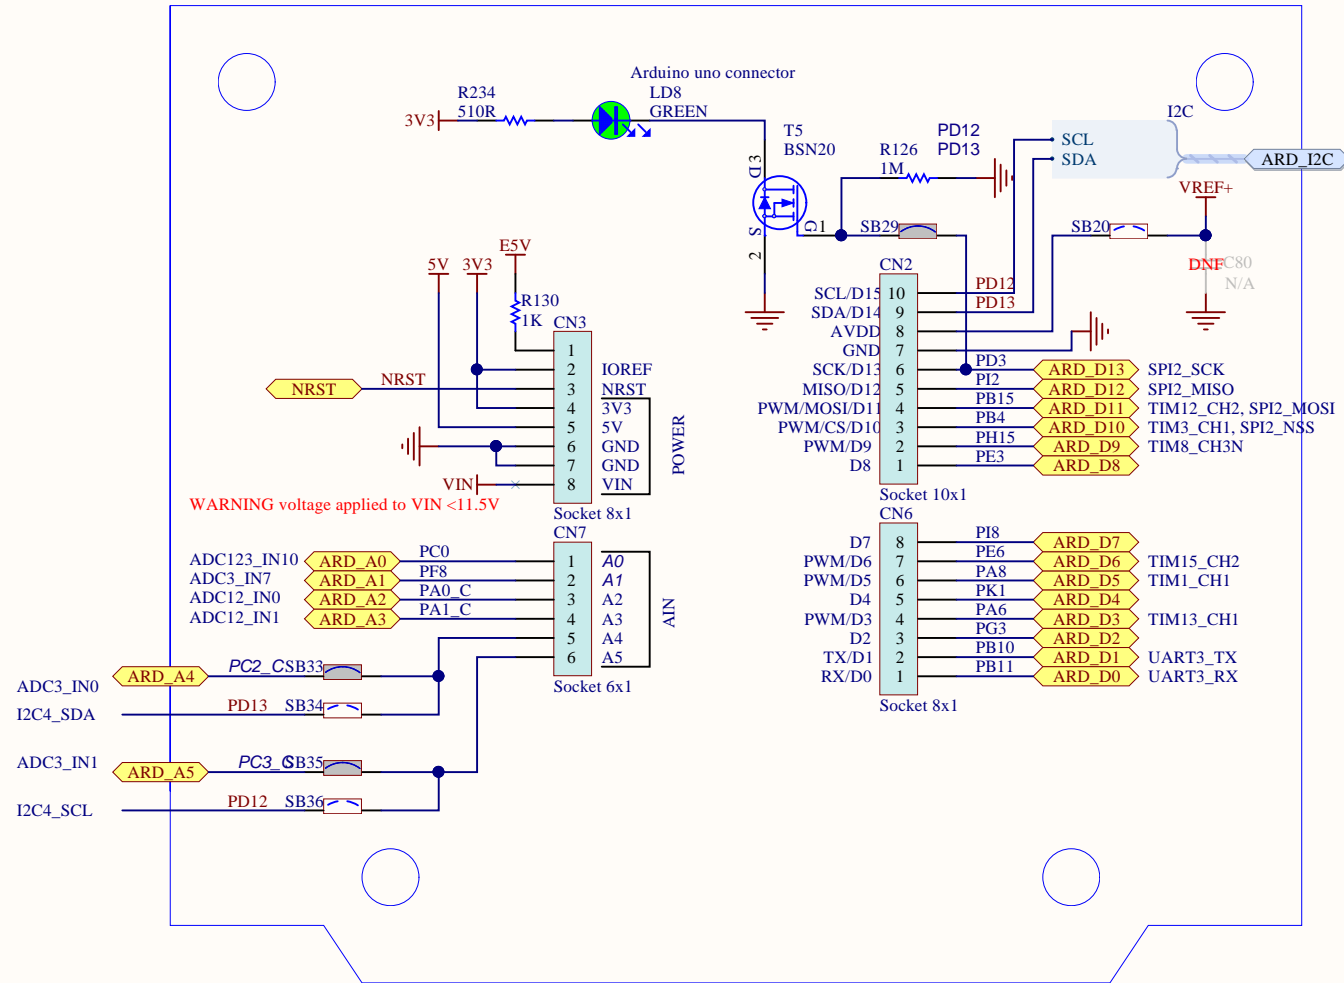 Arduino uno connector
R234
510R
3V3
LD8
GREEN
T5
BSN20
3
D
S
2
G
1
R126
1M
PD12
PD13
I2C
SCL
SDA
ARD_I2C
VREF+
SB29
SB20
DNF
C80
N/A
E5V
5V
3V3
R130
1K
CN3
1
2 IOREF
NRST NRST 3 NRST
4 3V3
5 5V
6 GND
7 GND
VIN 8 VIN
POWER
WARNING voltage applied to VIN <11.5V
Socket 8x1
CN2
SCL/D15 10 PD12
SDA/D14 9 PD13
AVDD 8
GND 7
SCK/D13 6 PD3 ARD_D13 SPI2_SCK
MISO/D12 5 PI2 ARD_D12 SPI2_MISO
PWM/MOSI/D11 4 PB15 ARD_D11 TIM12_CH2, SPI2_MOSI
PWM/CS/D10 3 PB4 ARD_D10 TIM3_CH1, SPI2_NSS
PWM/D9 2 PH15 ARD_D9 TIM8_CH3N
D8 1 PE3 ARD_D8
Socket 10x1
CN7
ADC123_IN10 ARD_A0 PC0 1 A0
ADC3_IN7 ARD_A1 PF8 2 A1
ADC12_IN0 ARD_A2 PA0_C 3 A2
ADC12_IN1 ARD_A3 PA1_C 4 A3
5 A4
6 A5
AIN
Socket 6x1
ADC3_IN0 ARD_A4 PC2_C SB33
I2C4_SDA PD13 SB34
ADC3_IN1 ARD_A5 PC3_C SB35
I2C4_SCL PD12 SB36
CN6
D7 8 PI8 ARD_D7
PWM/D6 7 PE6 ARD_D6 TIM15_CH2
PWM/D5 6 PA8 ARD_D5 TIM1_CH1
D4 5 PK1 ARD_D4
PWM/D3 4 PA6 ARD_D3 TIM13_CH1
D2 3 PG3 ARD_D2
TX/D1 2 PB10 ARD_D1 UART3_TX
RX/D0 1 PB11 ARD_D0 UART3_RX
Socket 8x1